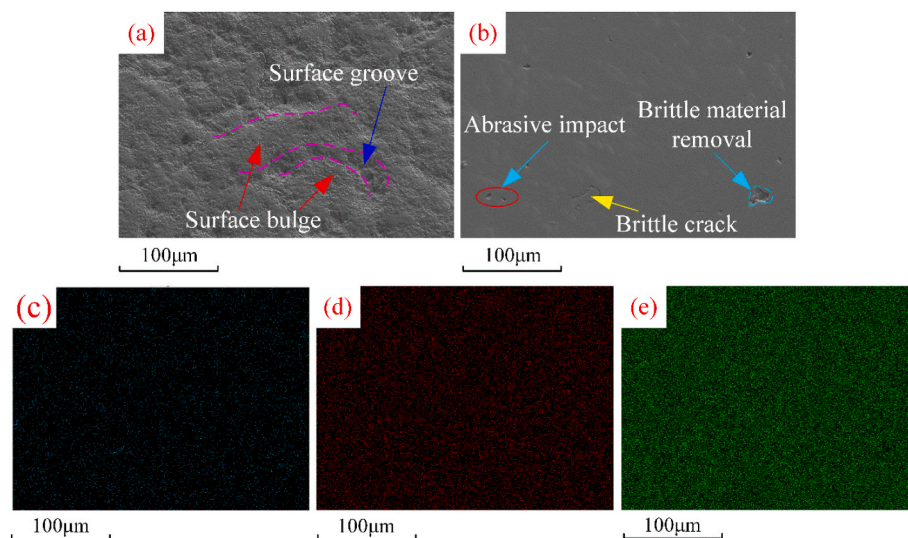 (a)
Surface groove
Surface bulge
100μm
(b)
Abrasive impact
Brittle material
removal
Brittle crack
100μm
(c)
100μm
(d)
100μm
(e)
100μm